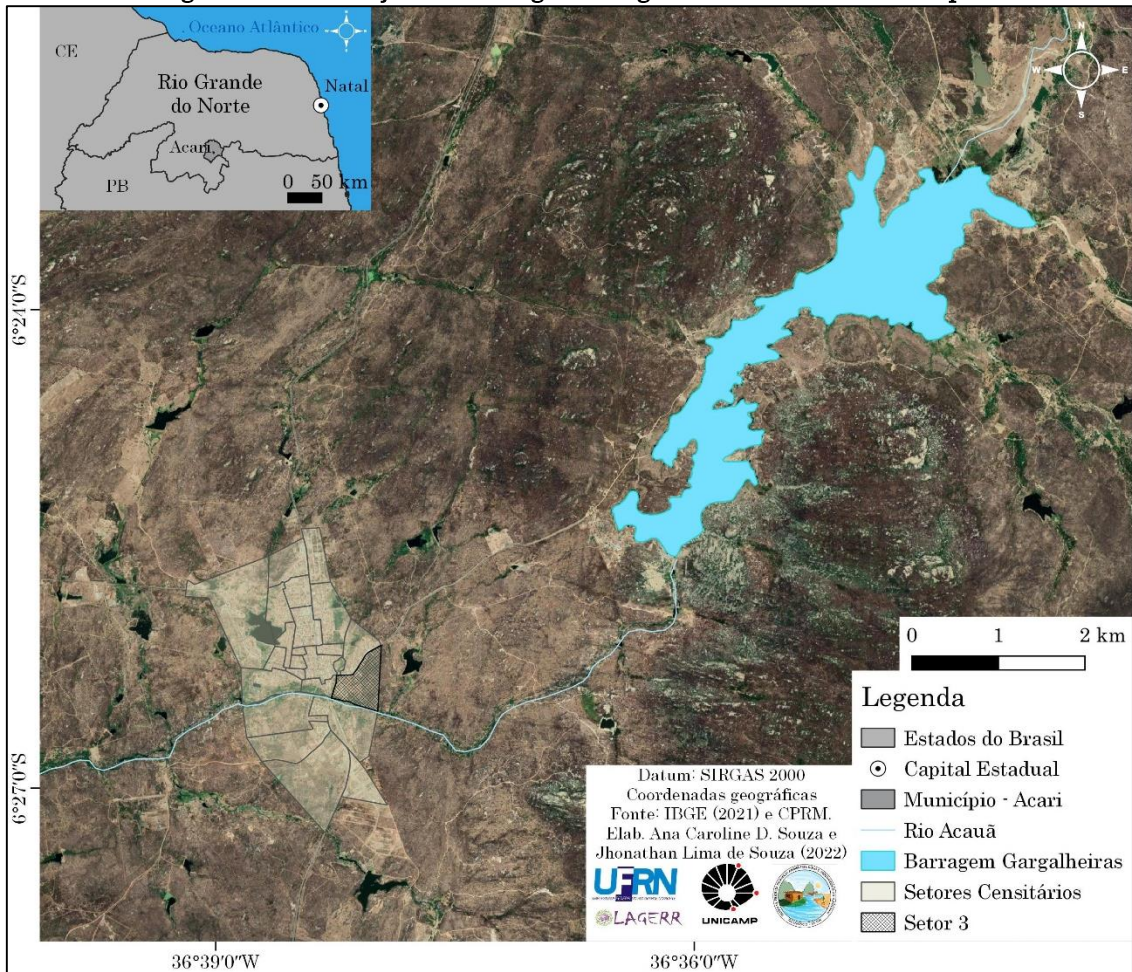 CE
Oceano Atlântico
Rio Grande
do Norte
Natal
Acari
PB
0 50 km
N
W E
S
6°24'0"S
6°27'0"S
36°39'0"W
36°36'0"W
0 1 2 km
Legenda
Estados do Brasil
Capital Estadual
Município - Acari
Rio Acauã
Barragem Gargalheiras
Setores Censitários
Setor 3
Datum: SIRGAS 2000
Coordenadas geográficas
Fonte: IBGE (2021) e CPRM.
Elab. Ana Caroline D. Souza e
Jhonathan Lima de Souza (2022)
UFRN
LAGERR
UNICAMP